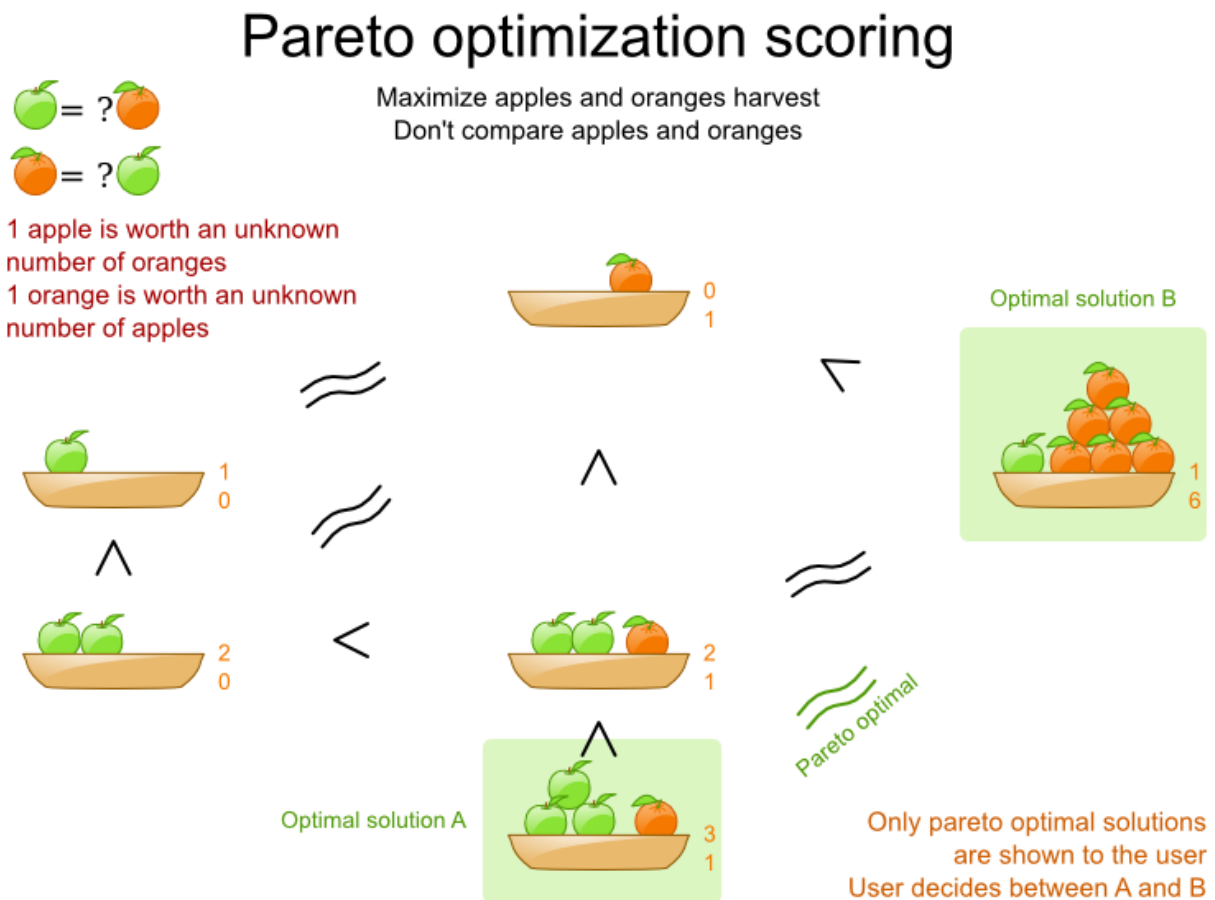 Pareto optimization scoring
Maximize apples and oranges harvest
Don't compare apples and oranges
= ?
= ?
1 apple is worth an unknown
number of oranges
1 orange is worth an unknown
number of apples
0
1
Optimal solution B
1
0
1
6
2
0
2
1
Pareto optimal
Optimal solution A
3
1
Only pareto optimal solutions
are shown to the user
User decides between A and B